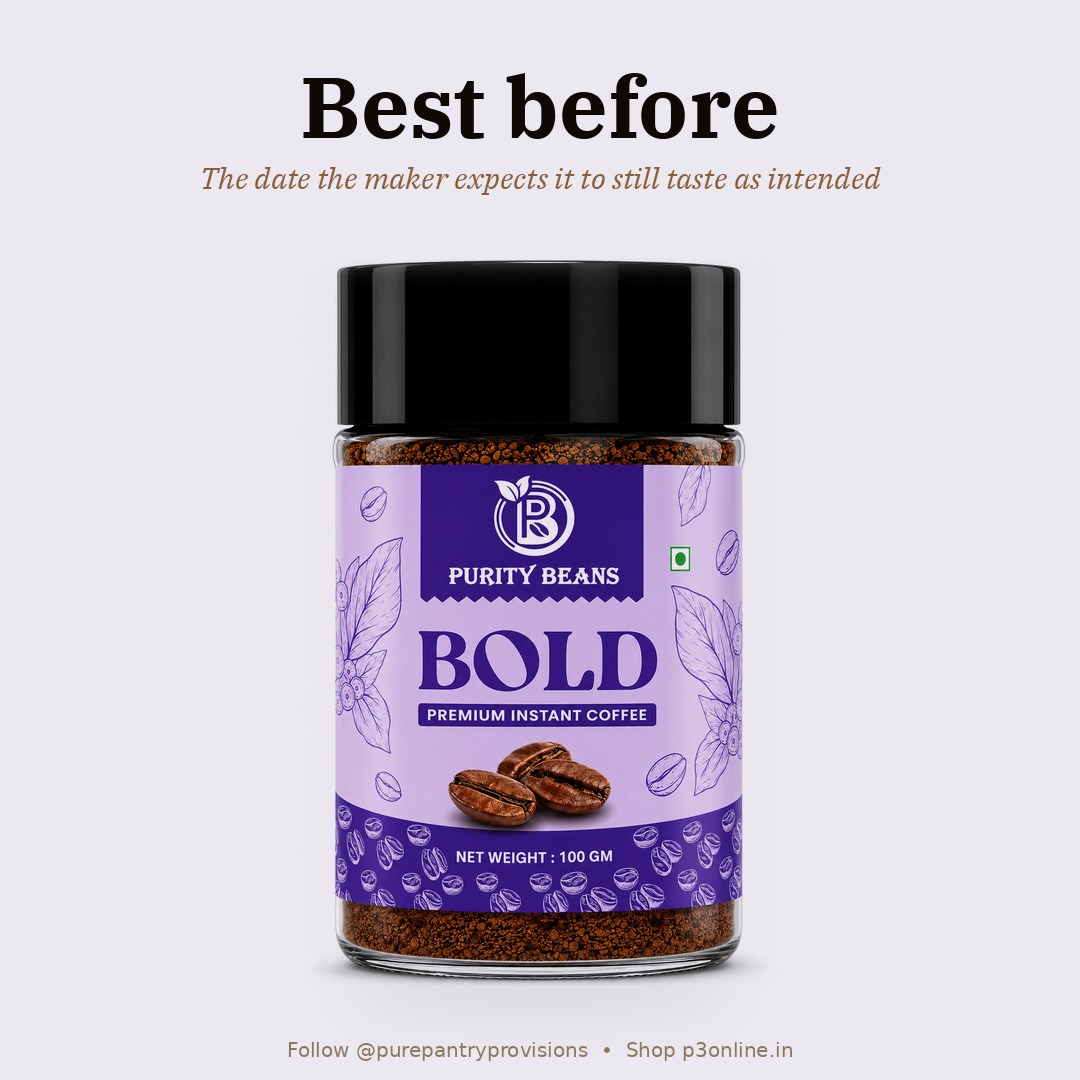 Best before
The date the maker expects it to still taste as intended
PURITY BEANS
BOLD
PREMIUM INSTANT COFFEE
NET WEIGHT : 100 GM
Follow @purepantryprovisions • Shop p3online.in